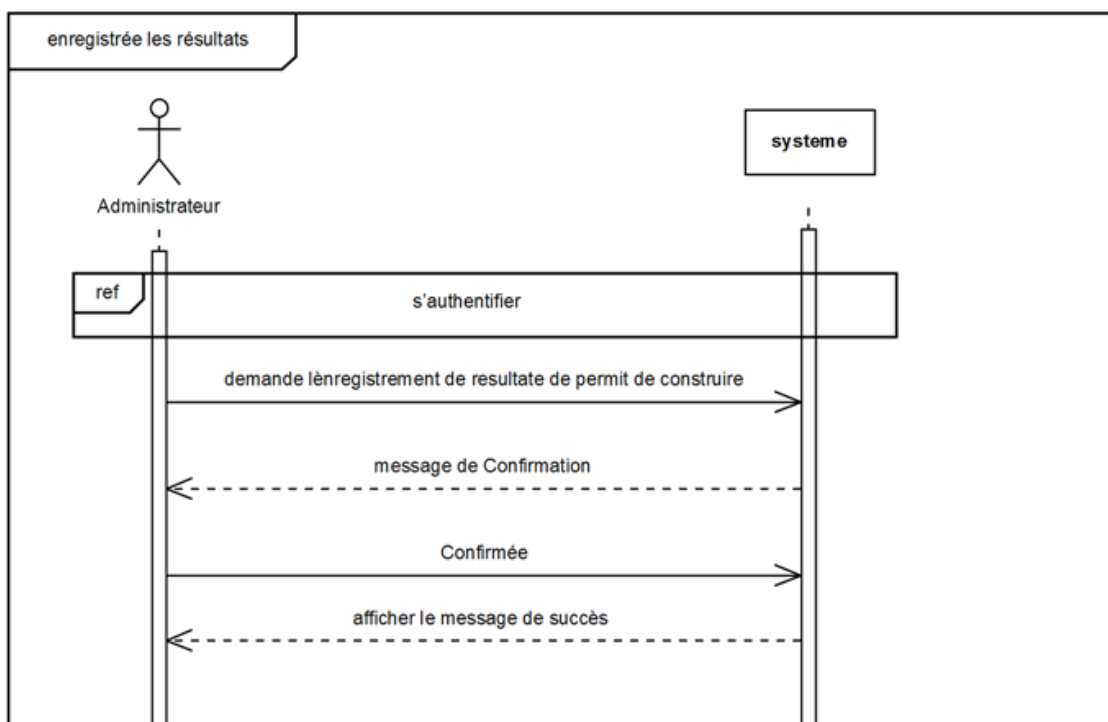 enregistrée les résultats
systeme
Administrateur
ref
s'authentifier
demande lènregistrement de resultate de permit de construire
message de Confirmation
Confirmée
afficher le message de succès